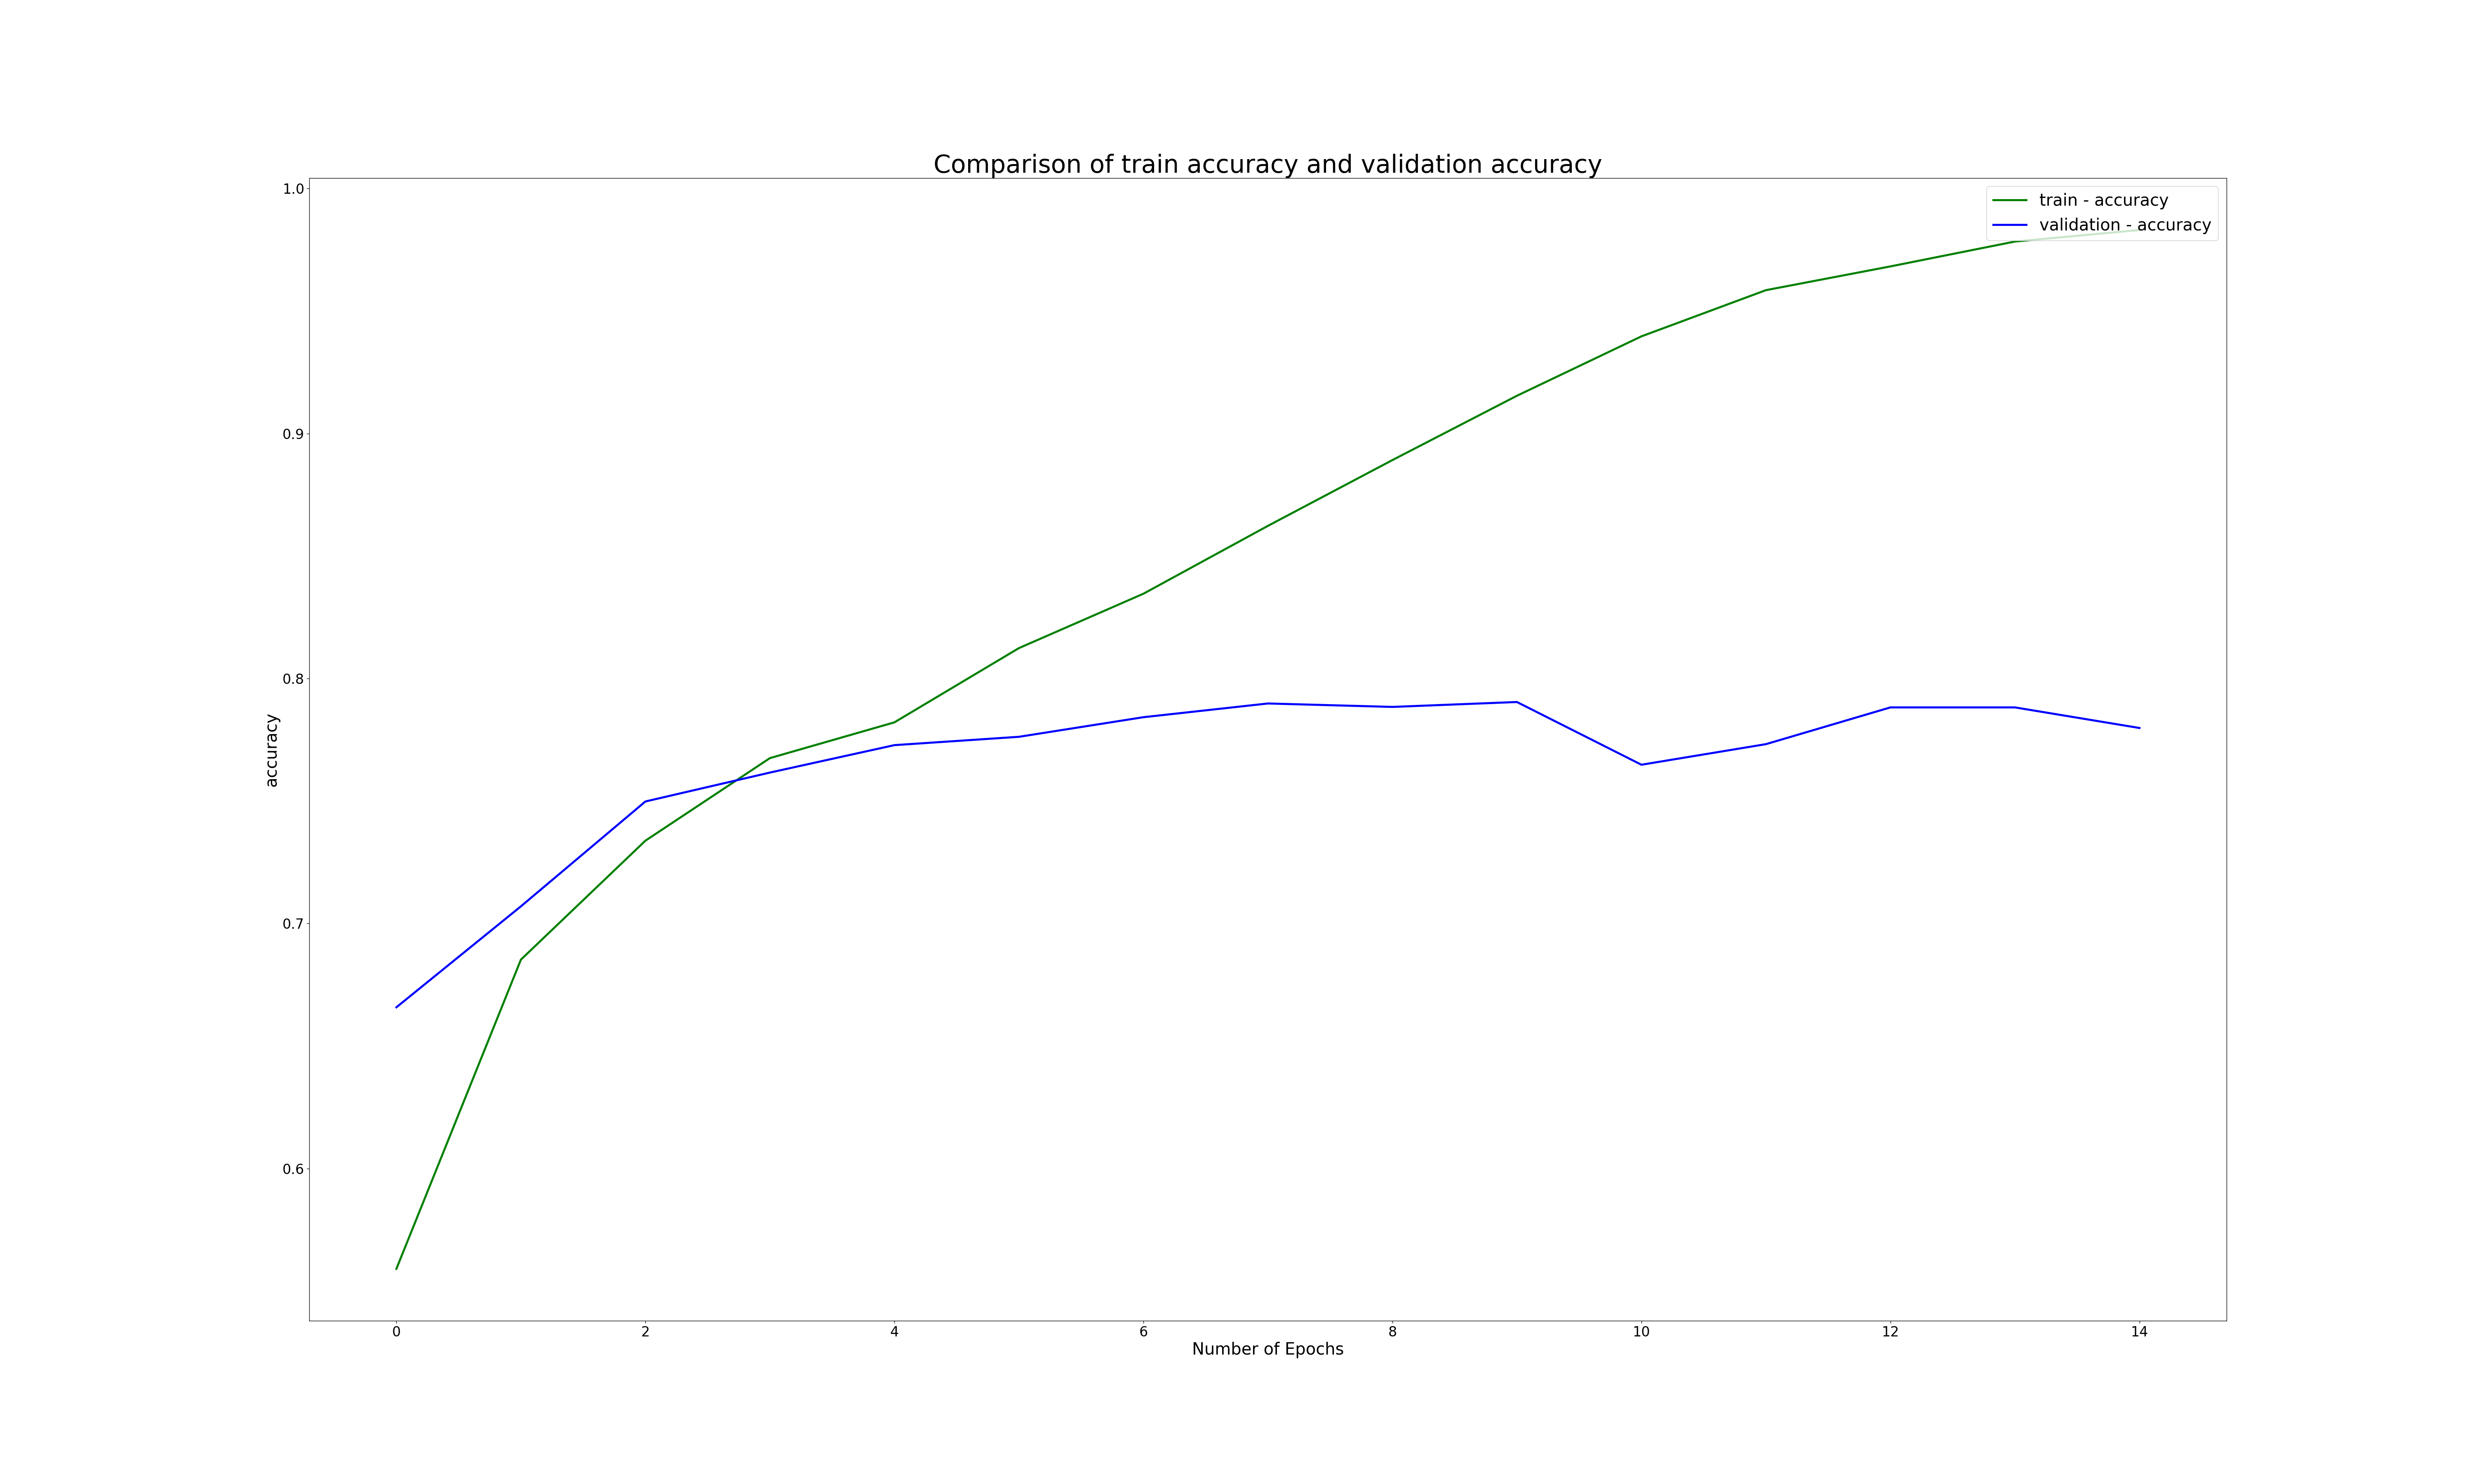 Comparison of train accuracy and validation accuracy
train - accuracy
validation - accuracy
1.0
0.9
0.8
0.7
0.6
accuracy
0 2 4 6 8 10 12 14
Number of Epochs